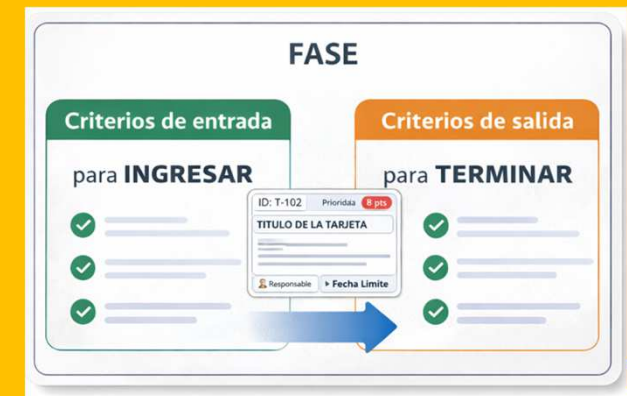 FASE
Criterios de entrada
para INGRESAR
Criterios de salida
para TERMINAR
ID: T-102 Prioridaia 8 pts
TITULO DE LA TARJETA
Responsable Fecha Limite